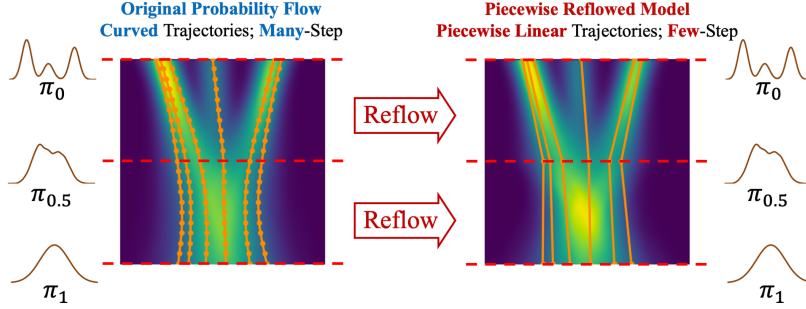 Original Probability Flow
Curved Trajectories; Many-Step
Piecewise Reflowed Model
Piecewise Linear Trajectories; Few-Step
π₀
π₀.₅
π₁
Reflow
Reflow
π₀
π₀.₅
π₁